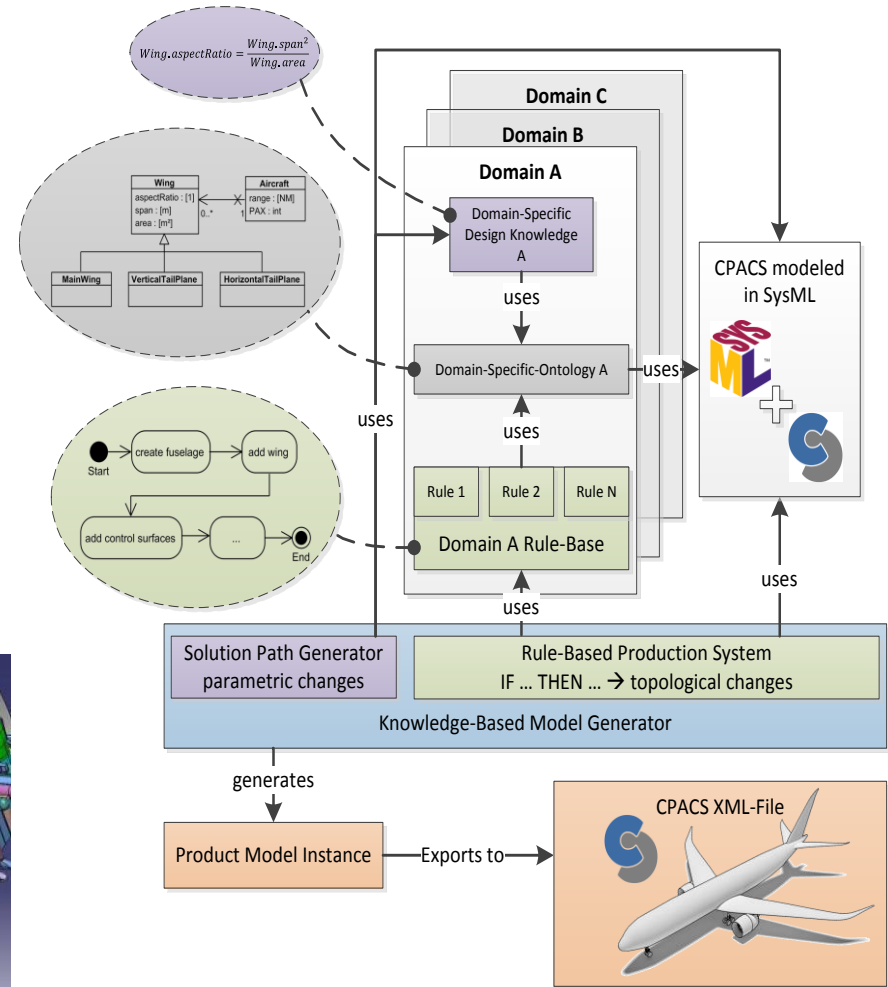 Wing.aspectRatio = Wing.span² / Wing.area
Domain C
Domain B
Domain A
Domain-Specific
Design Knowledge
A
uses
Domain-Specific-Ontology A
uses
uses
Rule 1
Rule 2
Rule N
Domain A Rule-Base
uses
uses
uses
Wing
aspectRatio : [1]
span : [m]
area : [m²]
0..*
1
Aircraft
range : [NM]
PAX : int
MainWing
VerticalTailPlane
HorizontalTailPlane
Start
create fuselage
add wing
add control surfaces
...
End
CPACS modeled
in SysML
SYS
ML
TM
Solution Path Generator
parametric changes
Rule-Based Production System
IF ... THEN ... → topological changes
Knowledge-Based Model Generator
generates
Product Model Instance
Exports to
CPACS XML-File